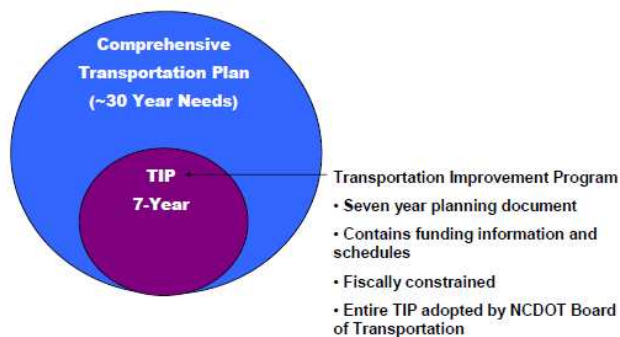 Comprehensive
Transportation Plan
(~30 Year Needs)
TIP
7-Year
Transportation Improvement Program
• Seven year planning document
• Contains funding information and
schedules
• Fiscally constrained
• Entire TIP adopted by NCDOT Board
of Transportation